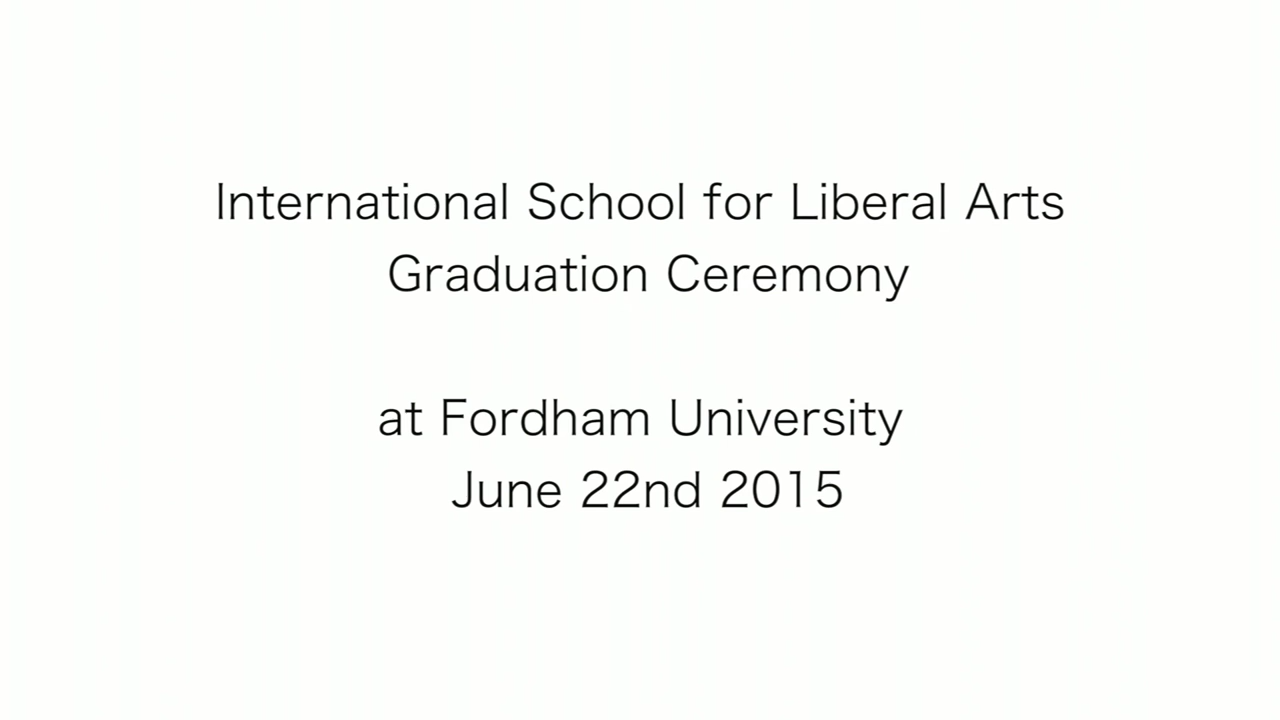 International School for Liberal Arts
Graduation Ceremony
at Fordham University
June 22nd 2015